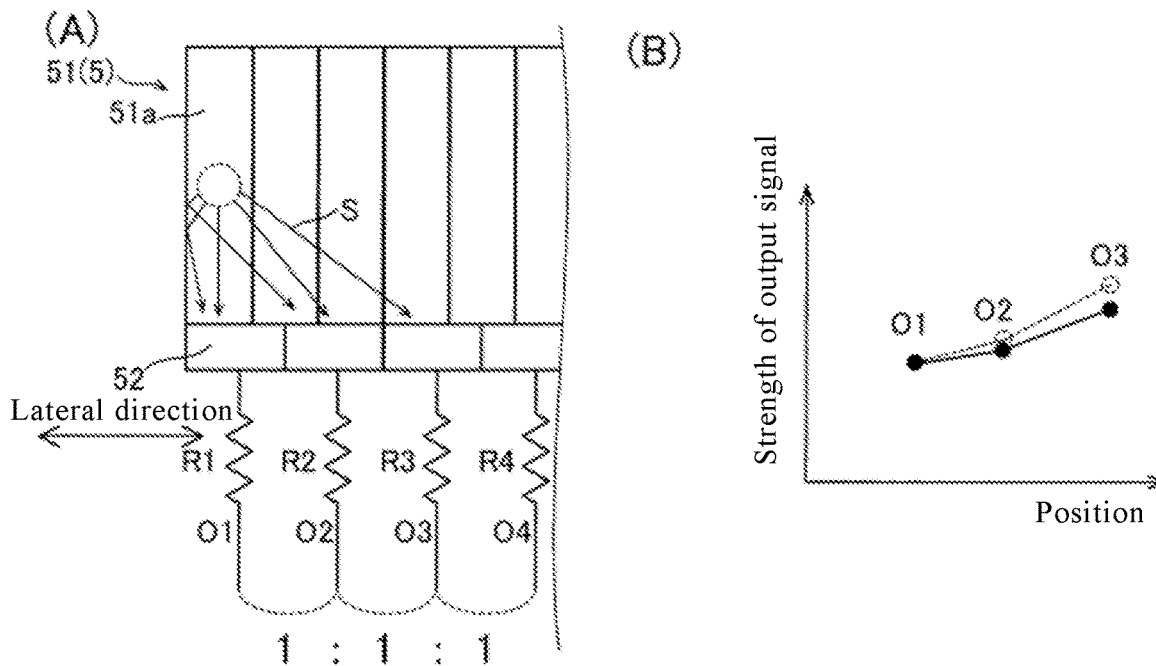 (A)
51(5)
51a
S
52
Lateral direction
R1 R2 R3 R4
O1 O2 O3 O4
1 : 1 : 1
(B)
Strength of output signal
O1
O2
O3
Position